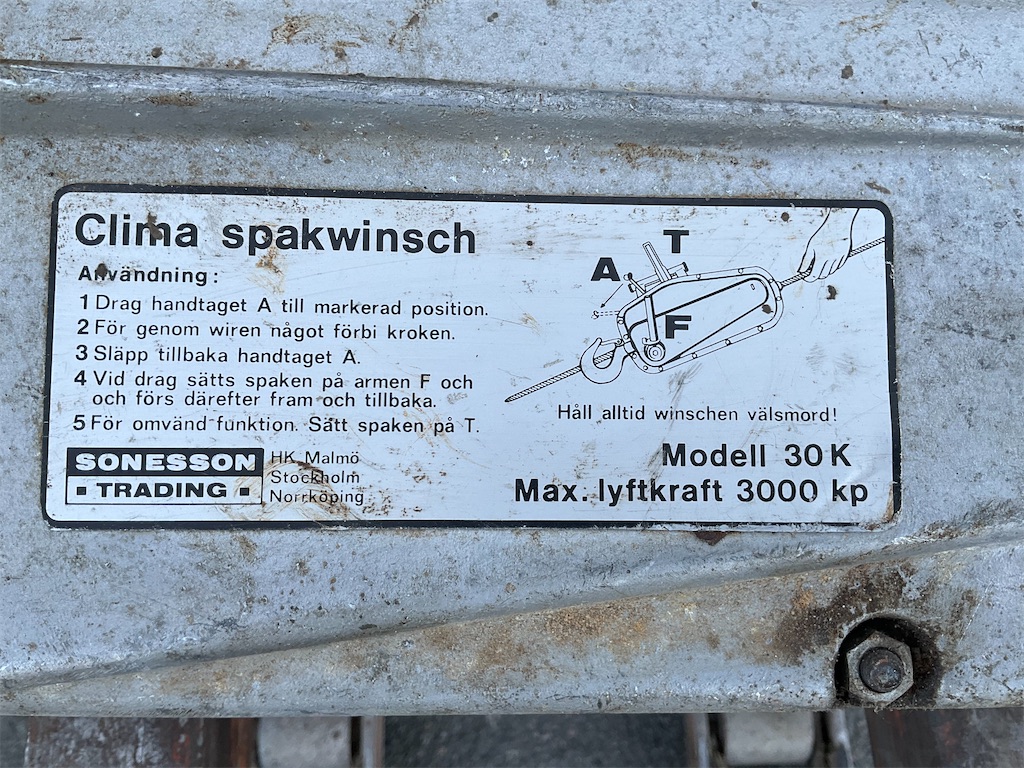 Clima spakwinsch
Användning:
1 Drag handtaget A till markerad position.
2 För genom wiren något förbi kroken.
3 Släpp tillbaka handtaget A.
4 Vid drag sätts spaken på armen F och
och förs därefter fram och tillbaka.
5 För omvänd funktion. Sätt spaken på T.
SONESSON
TRADING
HK Malmö
Stockholm
Norrköping
T
A
S
F
Håll alltid winschen välsmord!
Modell 30 K
Max. lyftkraft 3000 kp